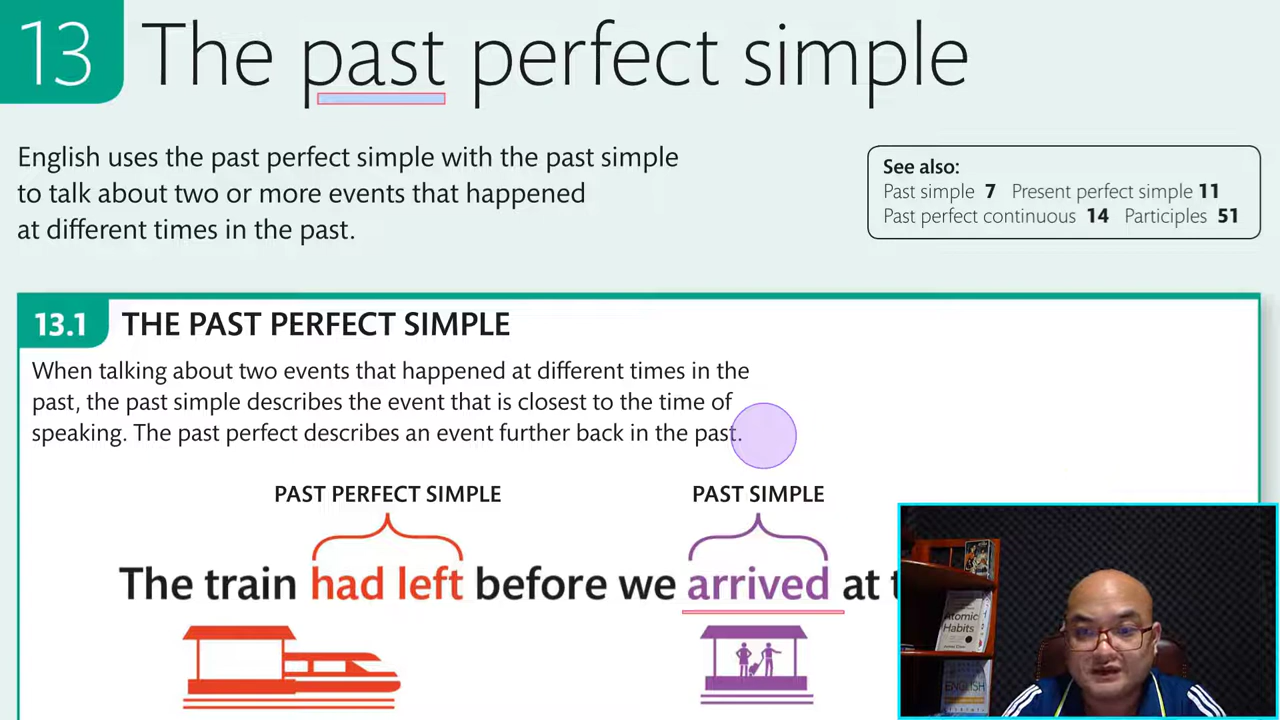 13 The past perfect simple
English uses the past perfect simple with the past simple
to talk about two or more events that happened
at different times in the past.
See also:
Past simple 7 Present perfect simple 11
Past perfect continuous 14 Participles 51
13.1 THE PAST PERFECT SIMPLE
When talking about two events that happened at different times in the
past, the past simple describes the event that is closest to the time of
speaking. The past perfect describes an event further back in the past.
PAST PERFECT SIMPLE PAST SIMPLE
The train had left before we arrived at t
Atomic
Habits
ENGLISH